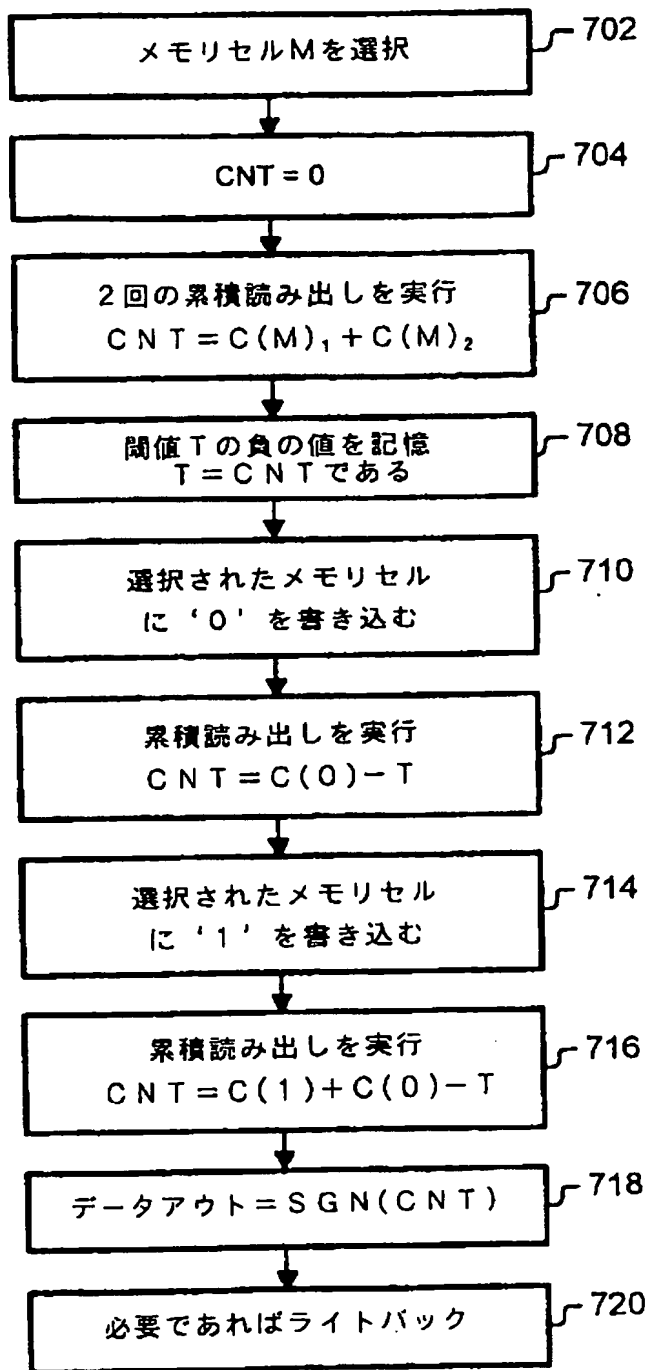 メモリセルMを選択
702
CNT=0
704
2回の累積読み出しを実行
CNT=C(M)₁+C(M)₂
706
閾値Tの負の値を記憶
T=CNTである
708
選択されたメモリセル
に‘0’を書き込む
710
累積読み出しを実行
CNT=C(0)-T
712
選択されたメモリセル
に‘1’を書き込む
714
累積読み出しを実行
CNT=C(1)+C(0)-T
716
データアウト=SGN(CNT)
718
必要であればライトバック
720